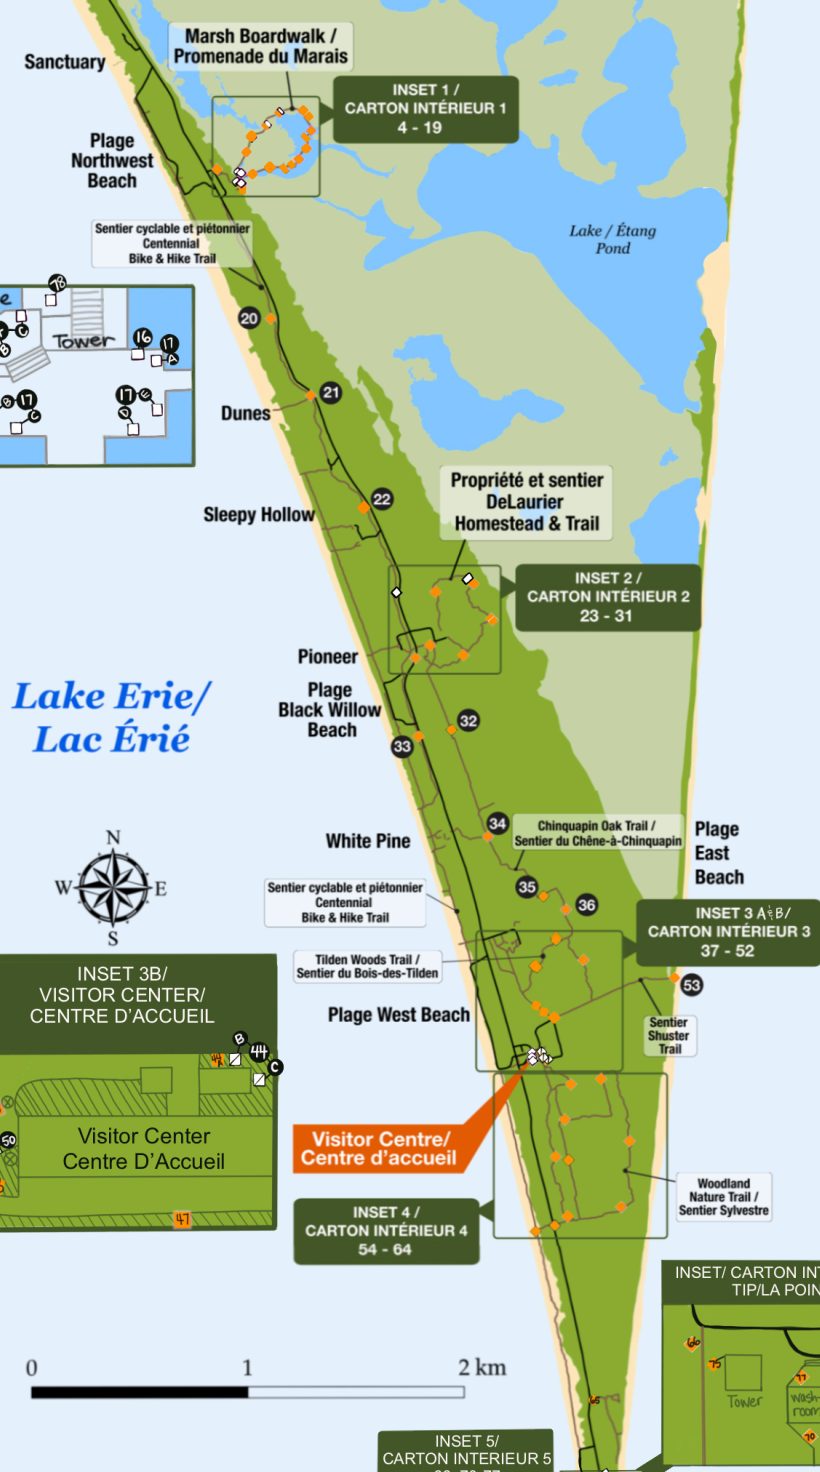 Marsh Boardwalk /
Promenade du Marais
Sanctuary
INSET 1 /
CARTON INTÉRIEUR 1
4 - 19
Plage
Northwest
Beach
Sentier cyclable et piétonnier
Centennial
Bike & Hike Trail
Lake / Étang
Pond
20
e
78
C
Tower
16
17
A
B
17
C
17
E
D
B
21
Dunes
22
Sleepy Hollow
Propriété et sentier
DeLaurier
Homestead & Trail
INSET 2 /
CARTON INTÉRIEUR 2
23 - 31
Pioneer
Lake Erie/
Lac Érié
Plage
Black Willow
Beach
32
33
White Pine
34
Chinquapin Oak Trail /
Sentier du Chêne-à-Chinquapin
Plage
East
Beach
N
W
E
S
35
36
Sentier cyclable et piétonnier
Centennial
Bike & Hike Trail
INSET 3 A&B/
CARTON INTÉRIEUR 3
37 - 52
Tilden Woods Trail /
Sentier du Bois-des-Tilden
53
Plage West Beach
Sentier
Shuster
Trail
INSET 3B/
VISITOR CENTER/
CENTRE D'ACCUEIL
B
44
C
50
Visitor Center
Centre D'Accueil
47
Visitor Centre/
Centre d'accueil
Woodland
Nature Trail /
Sentier Sylvestre
INSET 4 /
CARTON INTÉRIEUR 4
54 - 64
INSET/ CARTON INT
TIP/LA POIN
66
75
Tower
77
wash-
room
70
0
1
2 km
65
INSET 5/
CARTON INTERIEUR 5